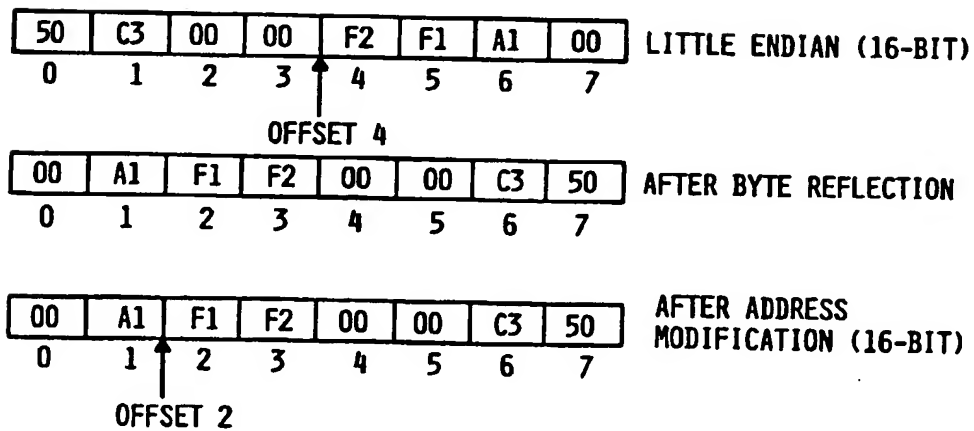 50 C3 00 00 F2 F1 A1 00 LITTLE ENDIAN (16-BIT)
0 1 2 3 4 5 6 7
OFFSET 4
00 A1 F1 F2 00 00 C3 50 AFTER BYTE REFLECTION
0 1 2 3 4 5 6 7
00 A1 F1 F2 00 00 C3 50 AFTER ADDRESS
MODIFICATION (16-BIT)
0 1 2 3 4 5 6 7
OFFSET 2